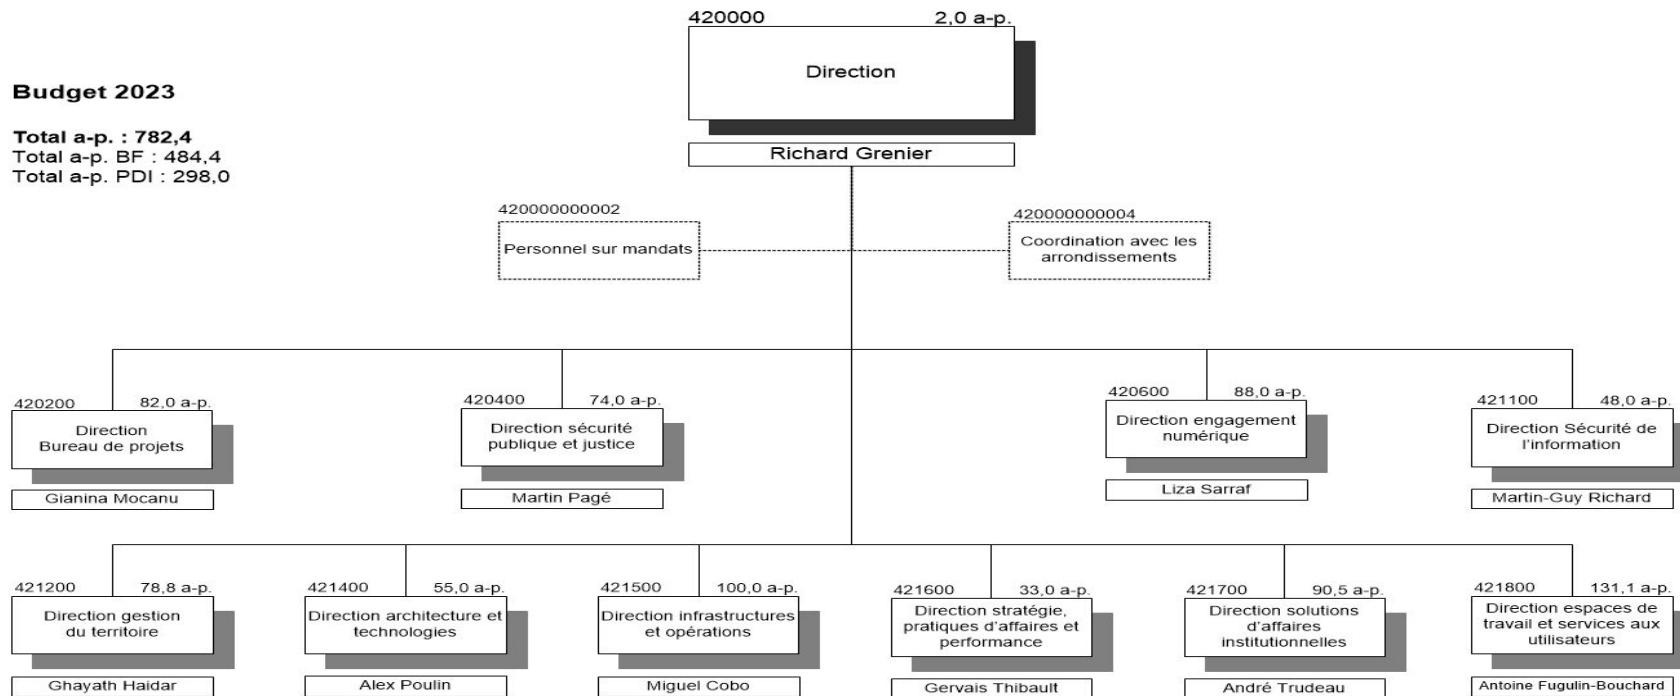 420000 2,0 a-p.
Direction
Richard Grenier
Budget 2023
Total a-p. : 782,4
Total a-p. BF : 484,4
Total a-p. PDI : 298,0
420000000002
Personnel sur mandats
420000000004
Coordination avec les
arrondissements
420200 82,0 a-p.
Direction
Bureau de projets
Gianina Mocanu
420400 74,0 a-p.
Direction sécurité
publique et justice
Martin Pagé
420600 88,0 a-p.
Direction engagement
numérique
Liza Sarraf
421100 48,0 a-p.
Direction Sécurité de
l'information
Martin-Guy Richard
421200 78,8 a-p.
Direction gestion
du territoire
Ghayath Haidar
421400 55,0 a-p.
Direction architecture et
technologies
Alex Poulin
421500 100,0 a-p.
Direction infrastructures
et opérations
Miguel Cobo
421600 33,0 a-p.
Direction stratégie,
pratiques d'affaires et
performance
Gervais Thibault
421700 90,5 a-p.
Direction solutions
d'affaires
institutionnelles
André Trudeau
421800 131,1 a-p.
Direction espaces de
travail et services aux
utilisateurs
Antoine Fugulin-Bouchard